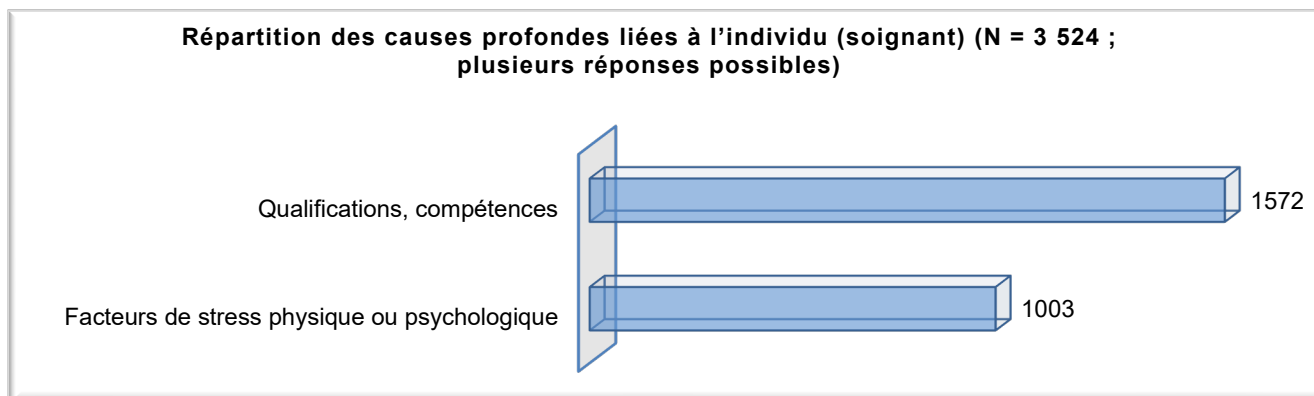 Répartition des causes profondes liées à l’individu (soignant) (N = 3 524 ;
plusieurs réponses possibles)
Qualifications, compétences
1572
Facteurs de stress physique ou psychologique
1003